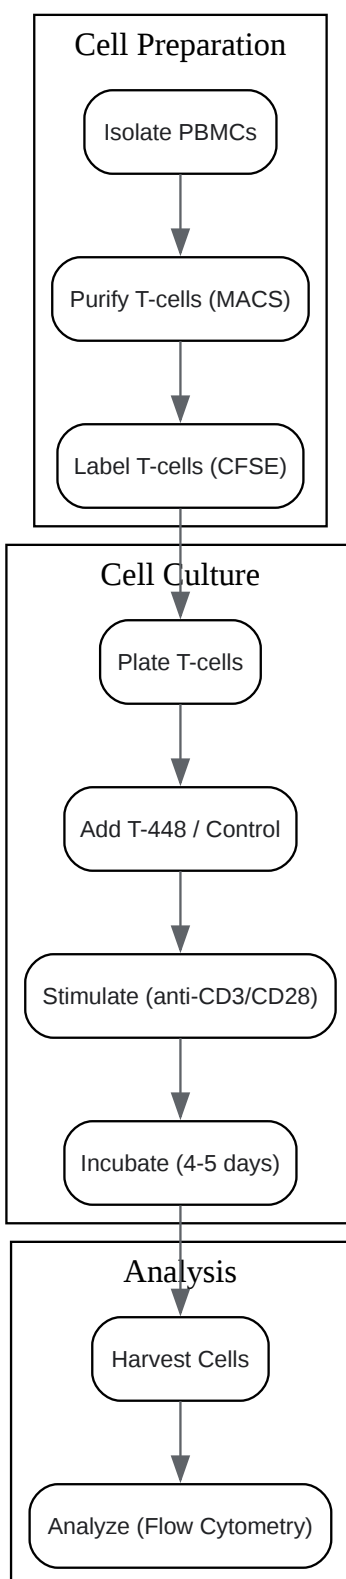 Cell Preparation
Isolate PBMCs
Purify T-cells (MACS)
Label T-cells (CFSE)
Cell Culture
Plate T-cells
Add T-448 / Control
Stimulate (anti-CD3/CD28)
Incubate (4-5 days)
Analysis
Harvest Cells
Analyze (Flow Cytometry)